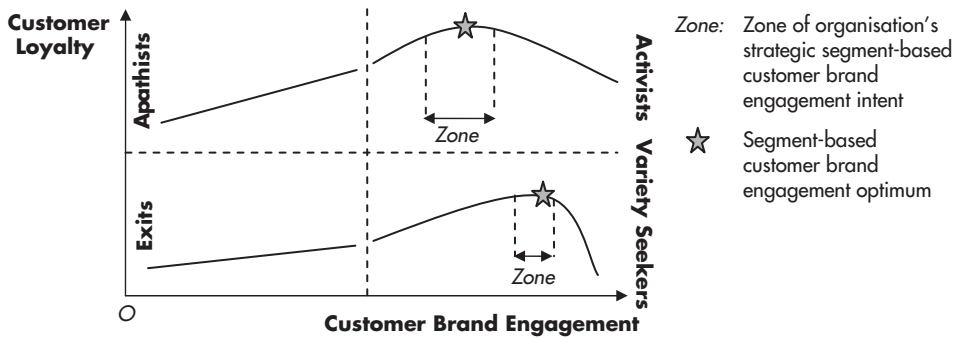 Customer
Loyalty
Apathists
Zone
Activists
Exits
Zone
Variety Seekers
O
Customer Brand Engagement
Zone: Zone of organisation's
strategic segment-based
customer brand
engagement intent
Segment-based
customer brand
engagement optimum